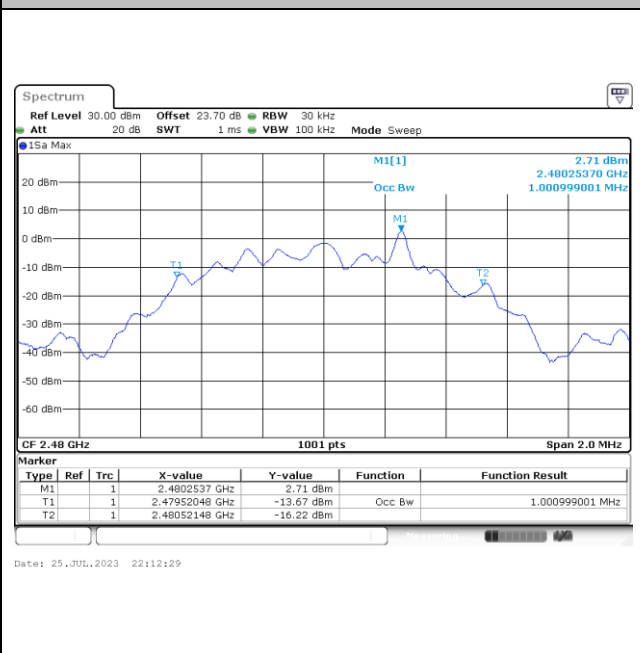 Spectrum
Ref Level 30.00 dBm Offset 23.70 dB RBW 30 kHz
Att 20 dB SWT 1 ms VBW 100 kHz Mode Sweep
1Sa Max
M1[1] 2.71 dBm
2.48025370 GHz
20 dBm
Occ Bw 1.000999001 MHz
10 dBm
M1
0 dBm
T1
-10 dBm
T2
-20 dBm
-30 dBm
-40 dBm
-50 dBm
-60 dBm
CF 2.48 GHz 1001 pts Span 2.0 MHz
Marker
Type Ref Trc X-value Y-value Function Function Result
M1 1 2.4802537 GHz 2.71 dBm
T1 1 2.47952048 GHz -13.67 dBm Occ Bw 1.000999001 MHz
T2 1 2.48052148 GHz -16.22 dBm
Measuring...
Date: 25.JUL.2023 22:12:29